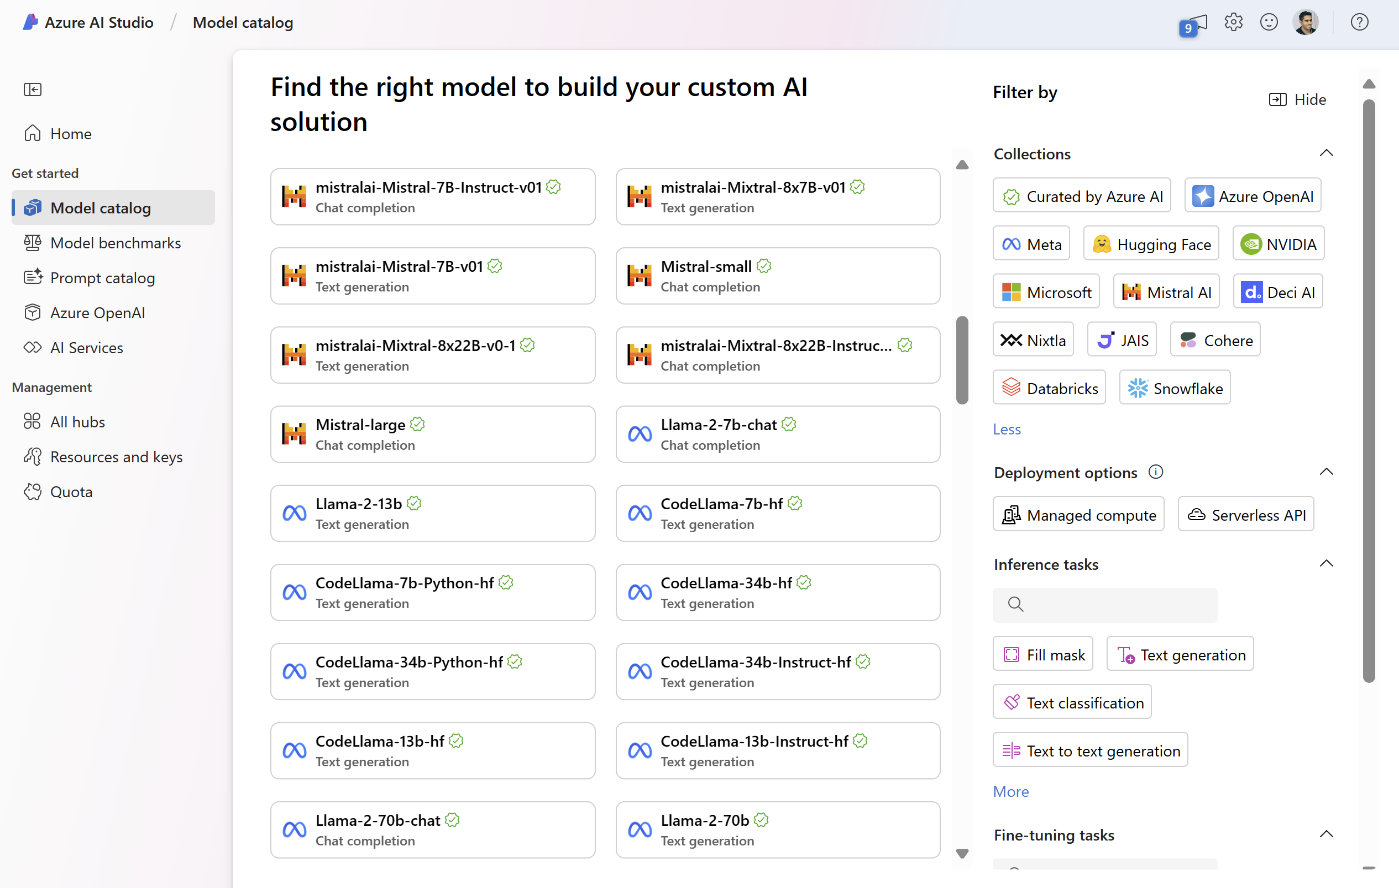 Azure AI Studio / Model catalog
9
Home
Get started
Model catalog
Model benchmarks
Prompt catalog
Azure OpenAI
AI Services
Management
All hubs
Resources and keys
Quota
Find the right model to build your custom AI
solution
mistralai-Mistral-7B-Instruct-v01
Chat completion
mistralai-Mixtral-8x7B-v01
Text generation
mistralai-Mistral-7B-v01
Text generation
Mistral-small
Chat completion
mistralai-Mixtral-8x22B-v0-1
Text generation
mistralai-Mixtral-8x22B-Instruc...
Chat completion
Mistral-large
Chat completion
Llama-2-7b-chat
Chat completion
Llama-2-13b
Text generation
CodeLlama-7b-hf
Text generation
CodeLlama-7b-Python-hf
Text generation
CodeLlama-34b-hf
Text generation
CodeLlama-34b-Python-hf
Text generation
CodeLlama-34b-Instruct-hf
Text generation
CodeLlama-13b-hf
Text generation
CodeLlama-13b-Instruct-hf
Text generation
Llama-2-70b-chat
Chat completion
Llama-2-70b
Text generation
Filter by
Hide
Collections
Curated by Azure AI
Azure OpenAI
Meta
Hugging Face
NVIDIA
Microsoft
Mistral AI
d. Deci AI
Nixtla
JAIS
Cohere
Databricks
Snowflake
Less
Deployment options
Managed compute
Serverless API
Inference tasks
Fill mask
Text generation
Text classification
Text to text generation
More
Fine-tuning tasks